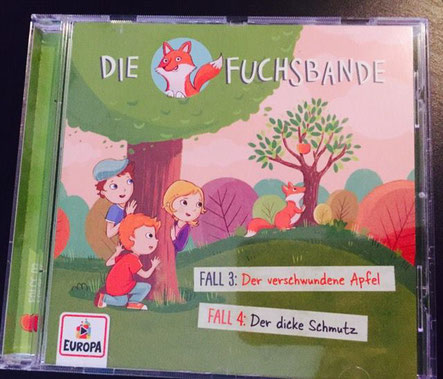 DIE FUCHSBANDE
FALL 3: Der verschwundene Apfel
FALL 4: Der dicke Schmutz
EUROPA